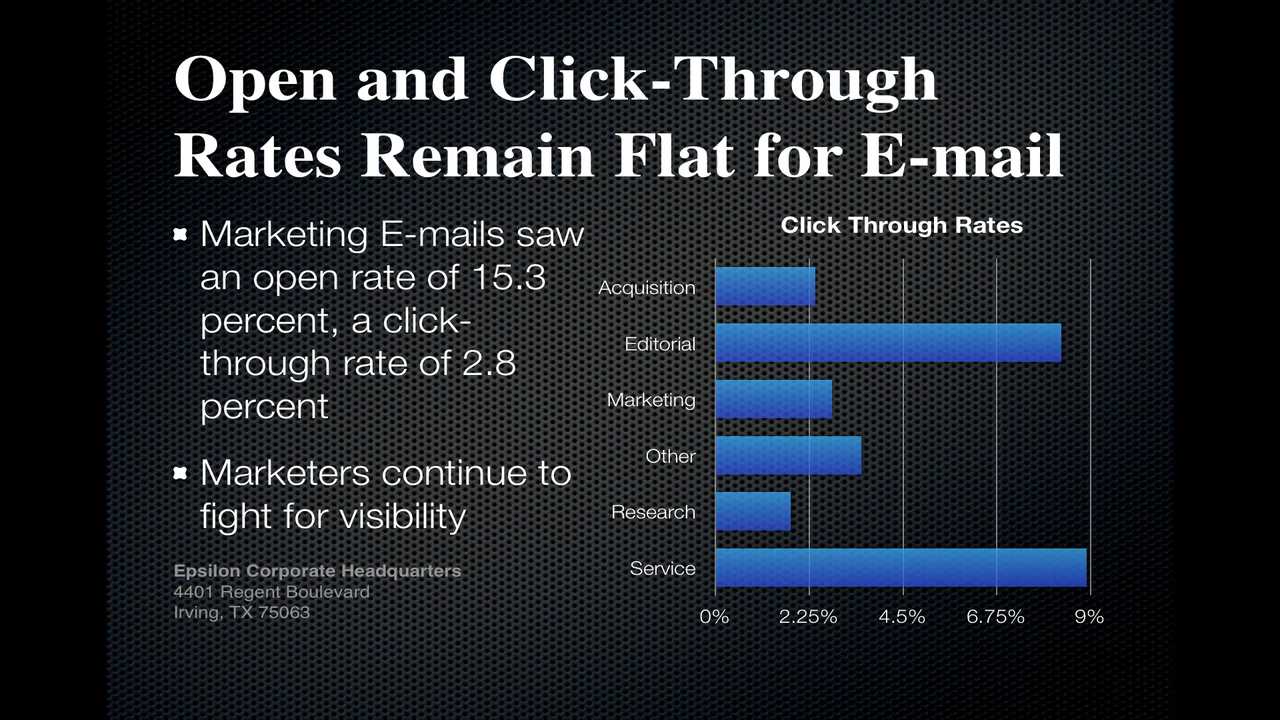 Open and Click-Through
Rates Remain Flat for E-mail
Marketing E-mails saw
an open rate of 15.3
percent, a click-
through rate of 2.8
percent
Marketers continue to
fight for visibility
Epsilon Corporate Headquarters
4401 Regent Boulevard
Irving, TX 75063
Click Through Rates
Acquisition
Editorial
Marketing
Other
Research
Service
0% 2.25% 4.5% 6.75% 9%